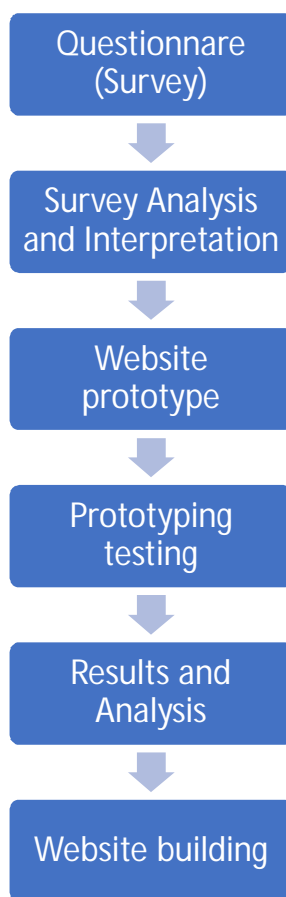 Questionnare
(Survey)
Survey Analysis
and Interpretation
Website
prototype
Prototyping
testing
Results and
Analysis
Website building